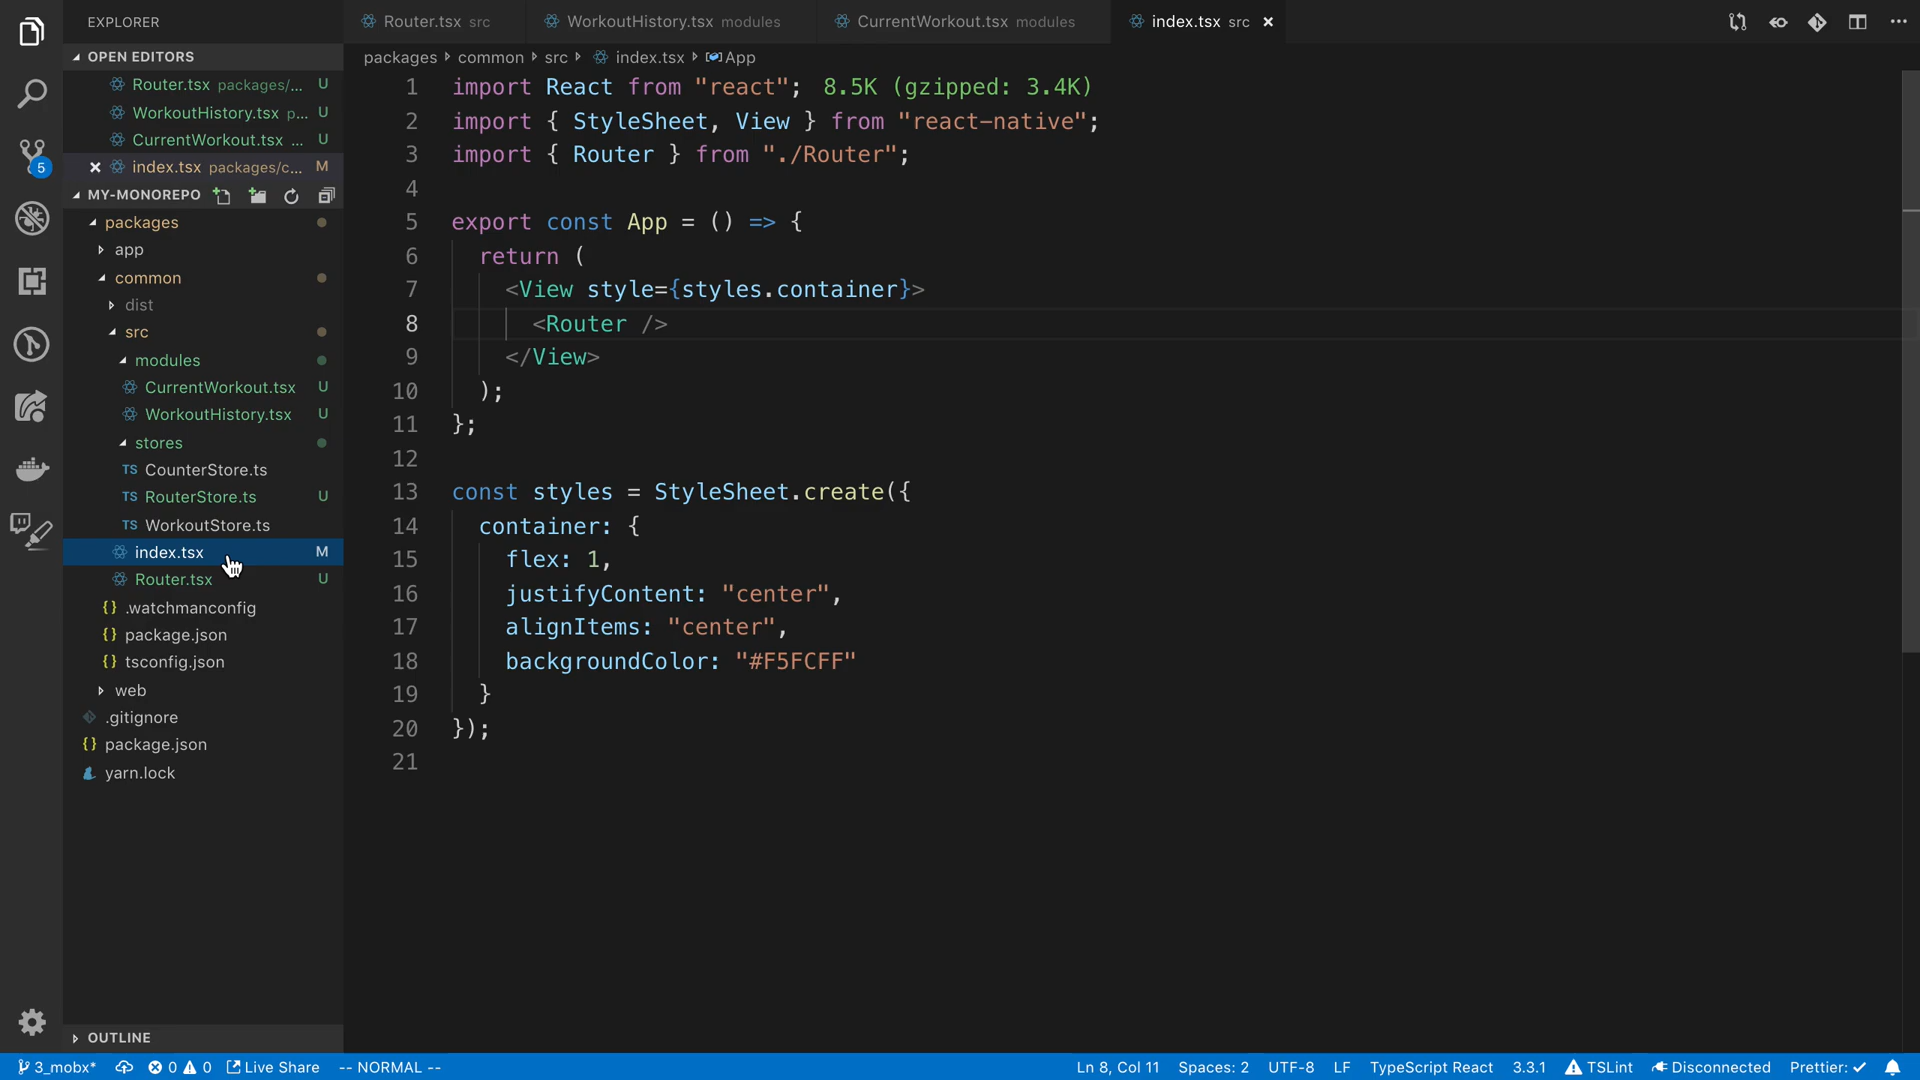 EXPLORER
OPEN EDITORS
Router.tsx packages/... U
WorkoutHistory.tsx p... U
CurrentWorkout.tsx ... U
index.tsx packages/c... M
MY-MONOREPO
packages
app
common
dist
src
modules
CurrentWorkout.tsx U
WorkoutHistory.tsx U
stores
TS CounterStore.ts
TS RouterStore.ts U
TS WorkoutStore.ts
index.tsx M
Router.tsx U
{} .watchmanconfig
{} package.json
{} tsconfig.json
web
.gitignore
{} package.json
yarn.lock
OUTLINE
5
Router.tsx src WorkoutHistory.tsx modules CurrentWorkout.tsx modules index.tsx src
packages common src index.tsx App
1 import React from "react"; 8.5K (gzipped: 3.4K)
2 import { StyleSheet, View } from "react-native";
3 import { Router } from "./Router";
4
5 export const App = () => {
6 return (
7 <View style={styles.container}>
8 <Router />
9 </View>
10 );
11 };
12
13 const styles = StyleSheet.create({
14 container: {
15 flex: 1,
16 justifyContent: "center",
17 alignItems: "center",
18 backgroundColor: "#F5FCFF"
19 }
20 });
21
3_mobx* 0 0 Live Share -- NORMAL -- Ln 8, Col 11 Spaces: 2 UTF-8 LF TypeScript React 3.3.1 TSLint Disconnected Prettier: